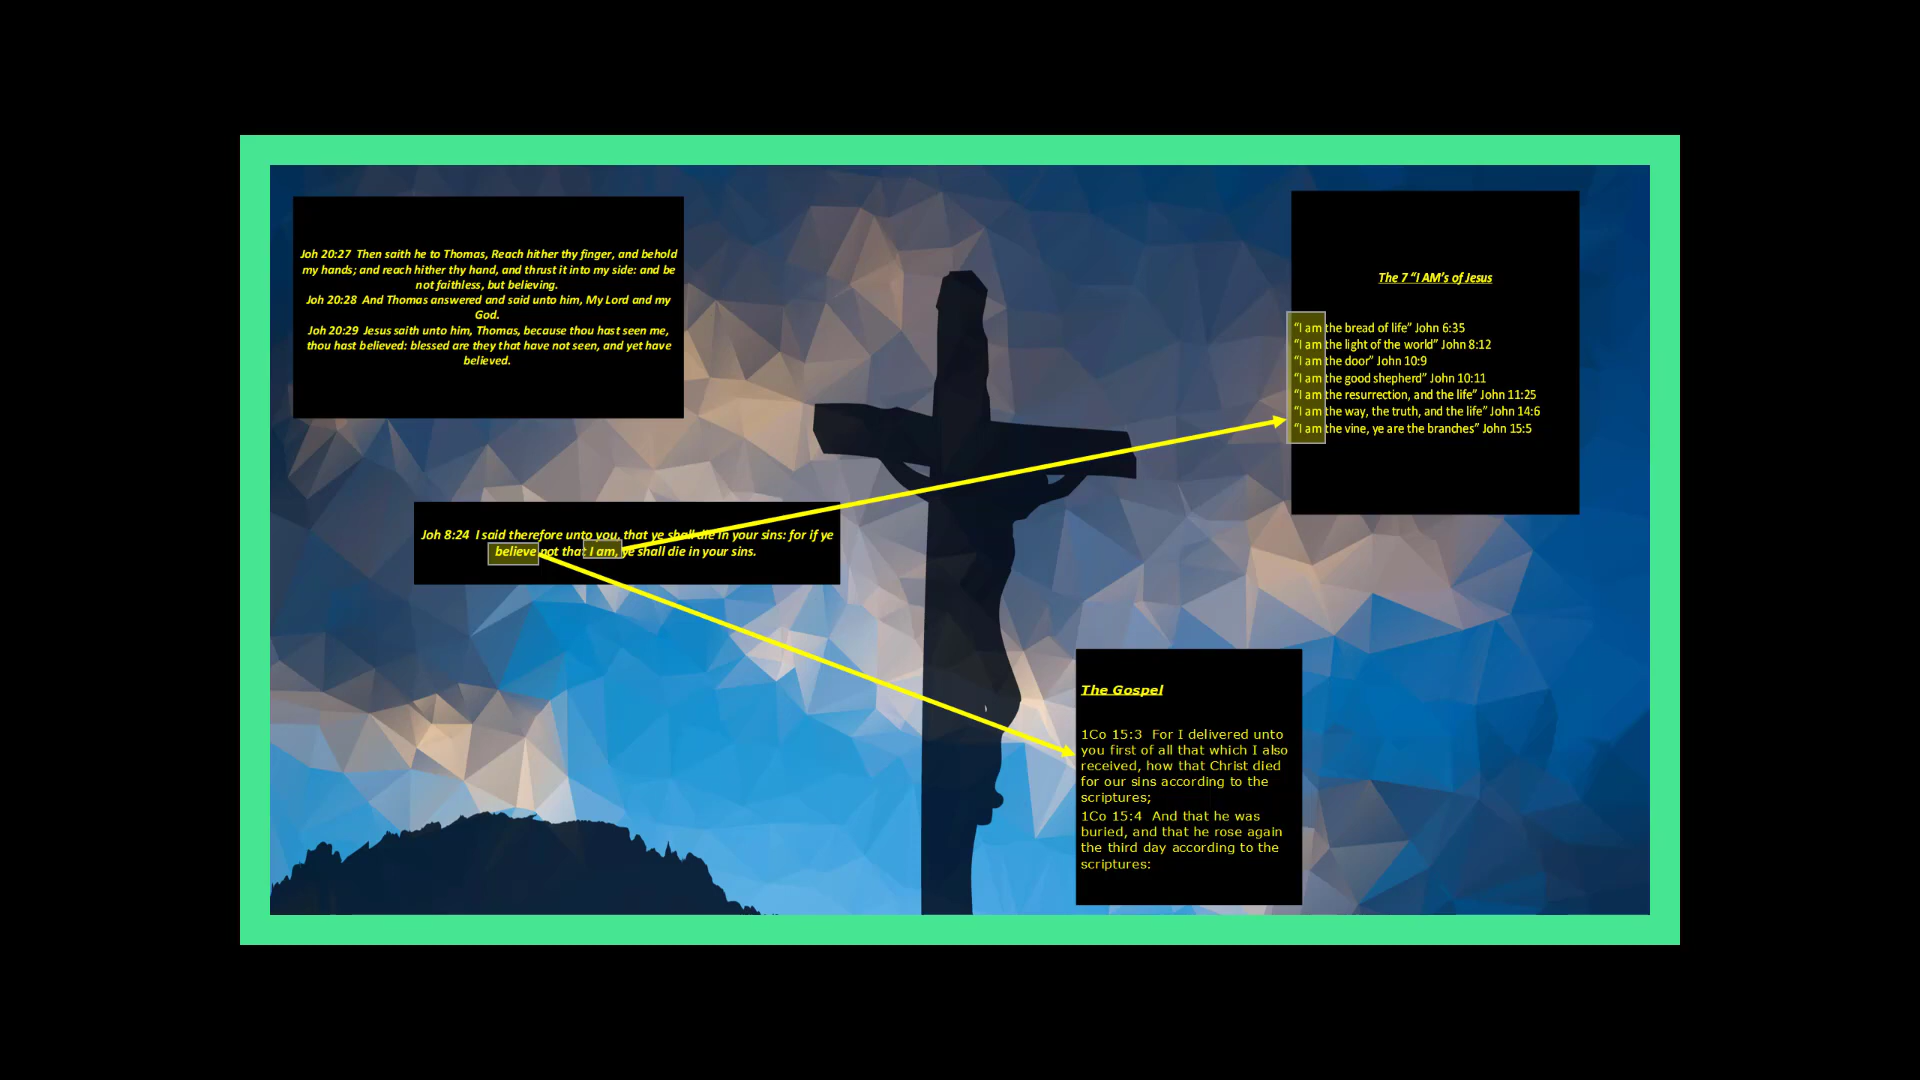 Joh 20:27 Then saith he to Thomas, Reach hither thy finger, and behold
my hands; and reach hither thy hand, and thrust it into my side: and be
not faithless, but believing.
Joh 20:28 And Thomas answered and said unto him, My Lord and my
God.
Joh 20:29 Jesus saith unto him, Thomas, because thou hast seen me,
thou hast believed: blessed are they that have not seen, and yet have
believed.
The 7 “I AM’s of Jesus
“I am the bread of life” John 6:35
“I am the light of the world” John 8:12
“I am the door” John 10:9
“I am the good shepherd” John 10:11
“I am the resurrection, and the life” John 11:25
“I am the way, the truth, and the life” John 14:6
“I am the vine, ye are the branches” John 15:5
Joh 8:24 I said therefore unto you, that ye shall die in your sins: for if ye
believe not that I am, ye shall die in your sins.
The Gospel
1Co 15:3 For I delivered unto
you first of all that which I also
received, how that Christ died
for our sins according to the
scriptures;
1Co 15:4 And that he was
buried, and that he rose again
the third day according to the
scriptures: